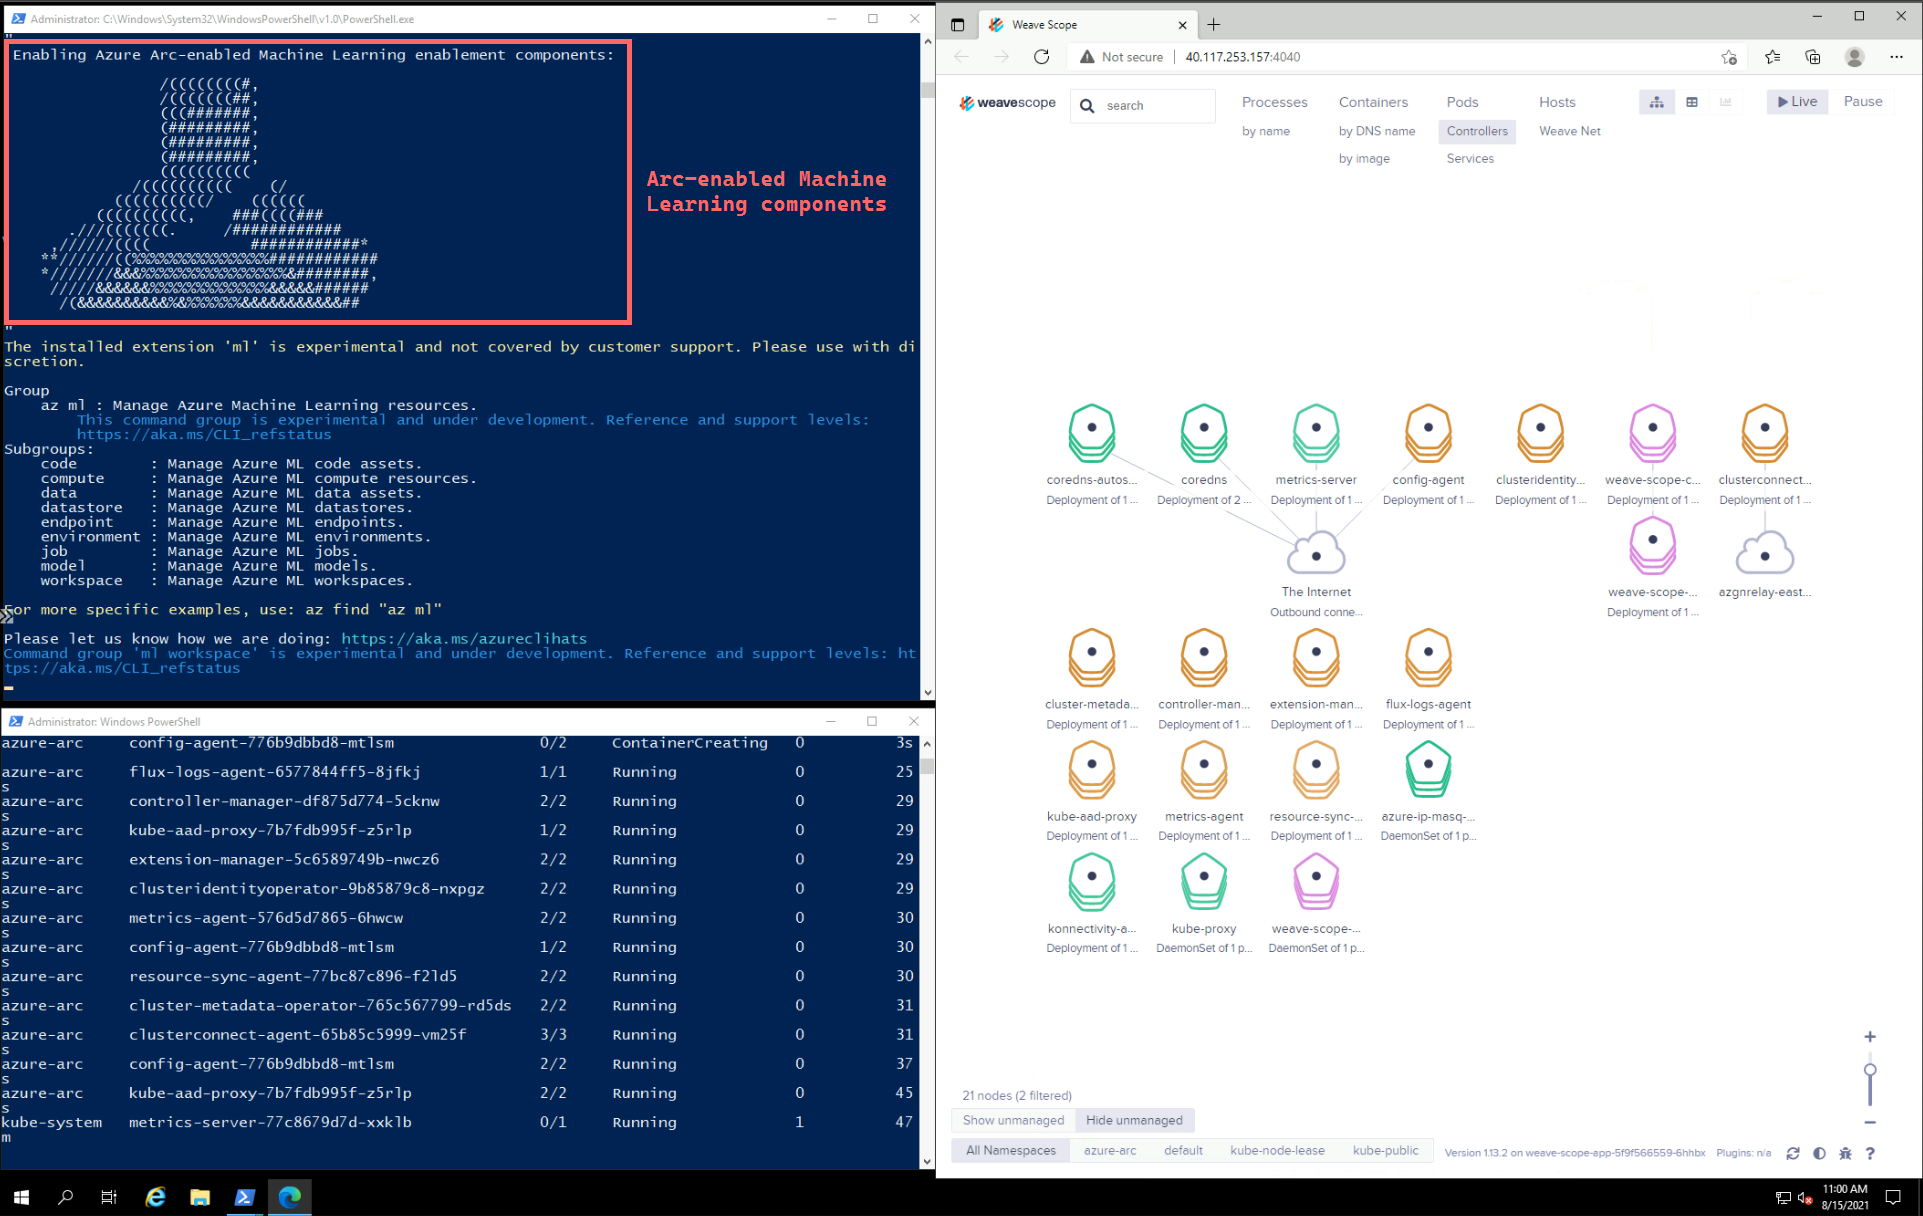 Administrator: C:\Windows\System32\WindowsPowerShell\v1.0\PowerShell.exe
"
Enabling Azure Arc-enabled Machine Learning enablement components:
/((((((((#,
/(((((((##,
(((#######,
(#########,
(#########,
(#########,
((((((((((
/((((((((((    (/
((((((((((/    ((((((
((((((((((,    ###((((###
.///(((((((.     /############
,//////((((           ############*
**//////((%%%%%%%%%%%%%%%############
*///////&&&%%%%%%%%%%%%%%%%&########,
/////&&&&&&%%%%%%%%%%%%%&&&&&######
/(&&&&&&&&&&%&%%%%%%&&&&&&&&&&&##
"
Arc-enabled Machine
Learning components
The installed extension 'ml' is experimental and not covered by customer support. Please use with di
scretion.
Group
az ml : Manage Azure Machine Learning resources.
This command group is experimental and under development. Reference and support levels:
https://aka.ms/CLI_refstatus
Subgroups:
code : Manage Azure ML code assets.
compute : Manage Azure ML compute resources.
data : Manage Azure ML data assets.
datastore : Manage Azure ML datastores.
endpoint : Manage Azure ML endpoints.
environment : Manage Azure ML environments.
job : Manage Azure ML jobs.
model : Manage Azure ML models.
workspace : Manage Azure ML workspaces.
For more specific examples, use: az find "az ml"
Please let us know how we are doing: https://aka.ms/azureclihats
Command group 'ml workspace' is experimental and under development. Reference and support levels: ht
tps://aka.ms/CLI_refstatus
Administrator: Windows PowerShell
azure-arc config-agent-776b9dbbd8-mtlsm 0/2 ContainerCreating 0 3s
azure-arc flux-logs-agent-6577844ff5-8jfkj 1/1 Running 0 25
s
azure-arc controller-manager-df875d774-5cknw 2/2 Running 0 29
s
azure-arc kube-aad-proxy-7b7fdb995f-z5rlp 1/2 Running 0 29
s
azure-arc extension-manager-5c6589749b-nwcz6 2/2 Running 0 29
s
azure-arc clusteridentityoperator-9b85879c8-nxpgz 2/2 Running 0 29
s
azure-arc metrics-agent-576d5d7865-6hwcw 2/2 Running 0 30
s
azure-arc config-agent-776b9dbbd8-mtlsm 1/2 Running 0 30
s
azure-arc resource-sync-agent-77bc87c896-f2ld5 2/2 Running 0 30
s
azure-arc cluster-metadata-operator-765c567799-rd5ds 2/2 Running 0 31
s
azure-arc clusterconnect-agent-65b85c5999-vm25f 3/3 Running 0 31
s
azure-arc config-agent-776b9dbbd8-mtlsm 2/2 Running 0 37
s
azure-arc kube-aad-proxy-7b7fdb995f-z5rlp 2/2 Running 0 45
s
kube-system metrics-server-77c8679d7d-xxklb 0/1 Running 1 47
m
Weave Scope
Not secure 40.117.253.157:4040
weavescope
search
Processes Containers Pods Hosts
by name by DNS name Controllers Weave Net
by image Services
Live Pause
coredns-autos... coredns metrics-server config-agent clusteridentity... weave-scope-c... clusterconnect...
Deployment of 1 ... Deployment of 2 ... Deployment of 1 ... Deployment of 1 ... Deployment of 1 ... Deployment of 1 ... Deployment of 1 ...
The Internet weave-scope-... azgnrelay-east...
Outbound conne... Deployment of 1 ...
cluster-metada... controller-man... extension-man... flux-logs-agent
Deployment of 1 ... Deployment of 1 ... Deployment of 1 ... Deployment of 1 ...
kube-aad-proxy metrics-agent resource-sync-... azure-ip-masq-...
Deployment of 1 ... Deployment of 1 ... Deployment of 1 ... DaemonSet of 1 p...
konnectivity-a... kube-proxy weave-scope-...
Deployment of 1 ... DaemonSet of 1 p... DaemonSet of 1 p...
21 nodes (2 filtered)
Show unmanaged Hide unmanaged
All Namespaces azure-arc default kube-node-lease kube-public
Version 1.13.2 on weave-scope-app-5f9f566559-6hhbx Plugins: n/a
11:00 AM
8/15/2021